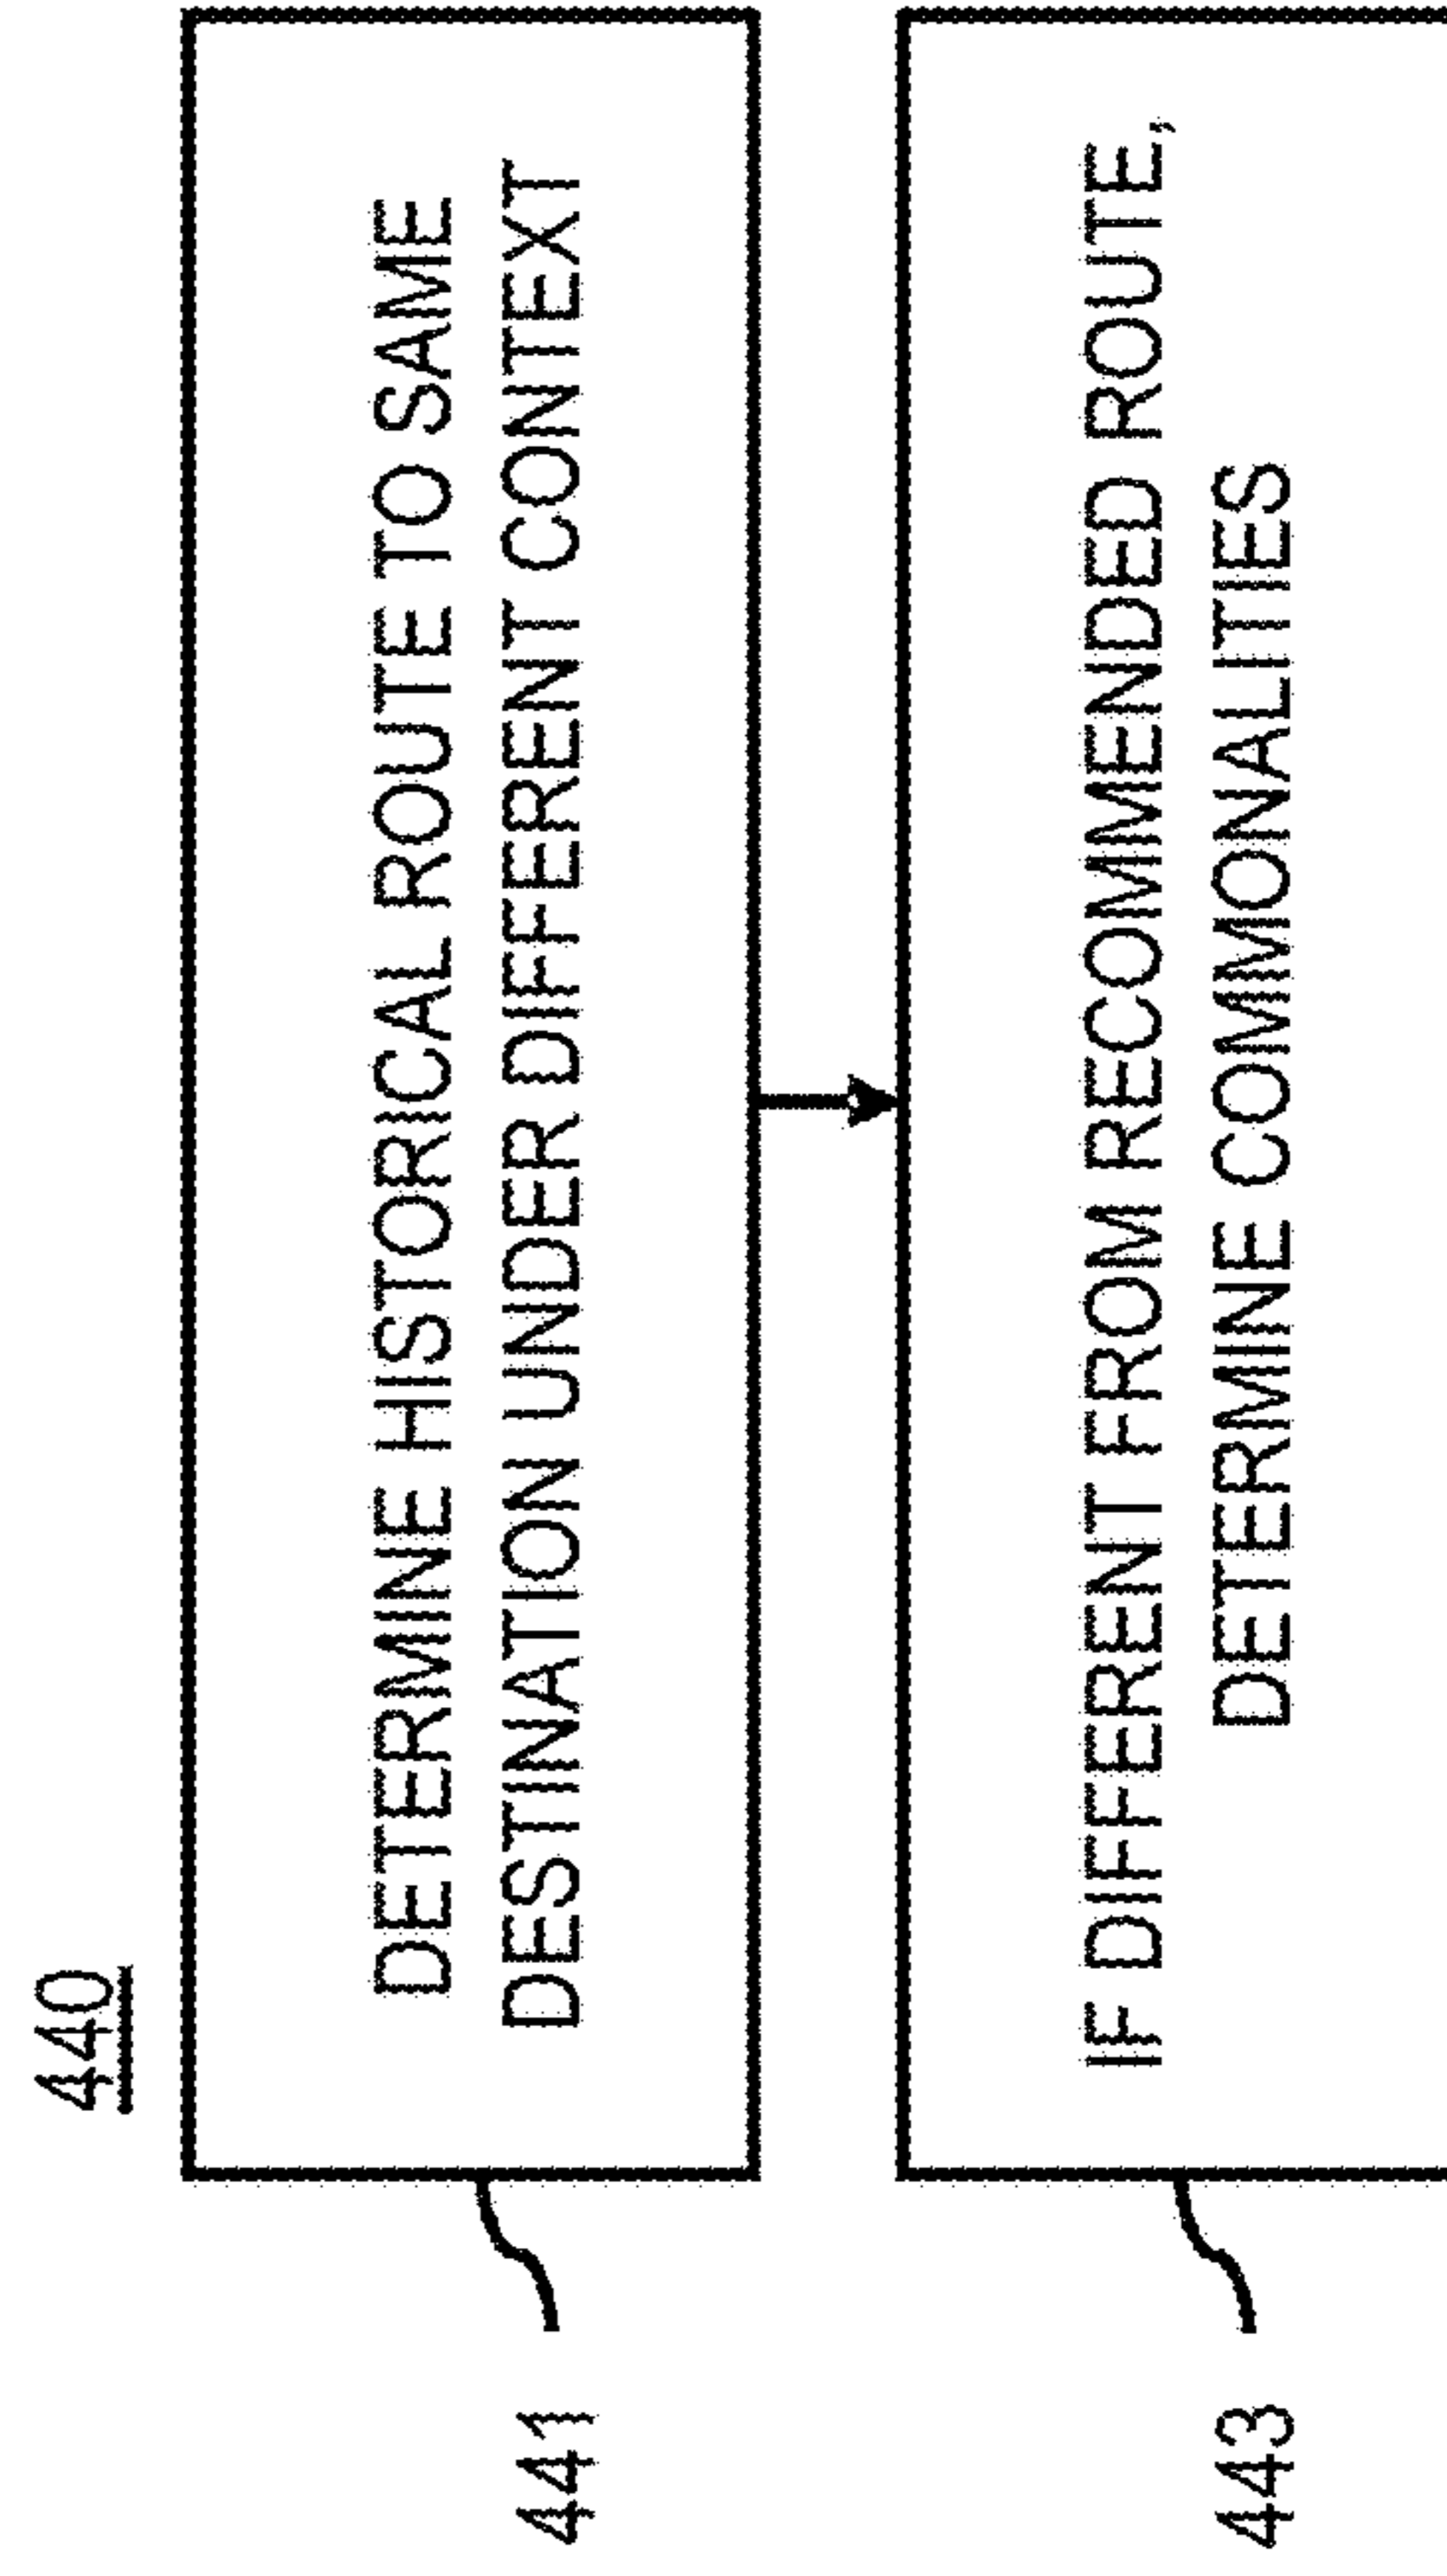 440
441
DETERMINE HISTORICAL ROUTE TO SAME
DESTINATION UNDER DIFFERENT CONTEXT
443
IF DIFFERENT FROM RECOMMENDED ROUTE,
DETERMINE COMMONALITIES